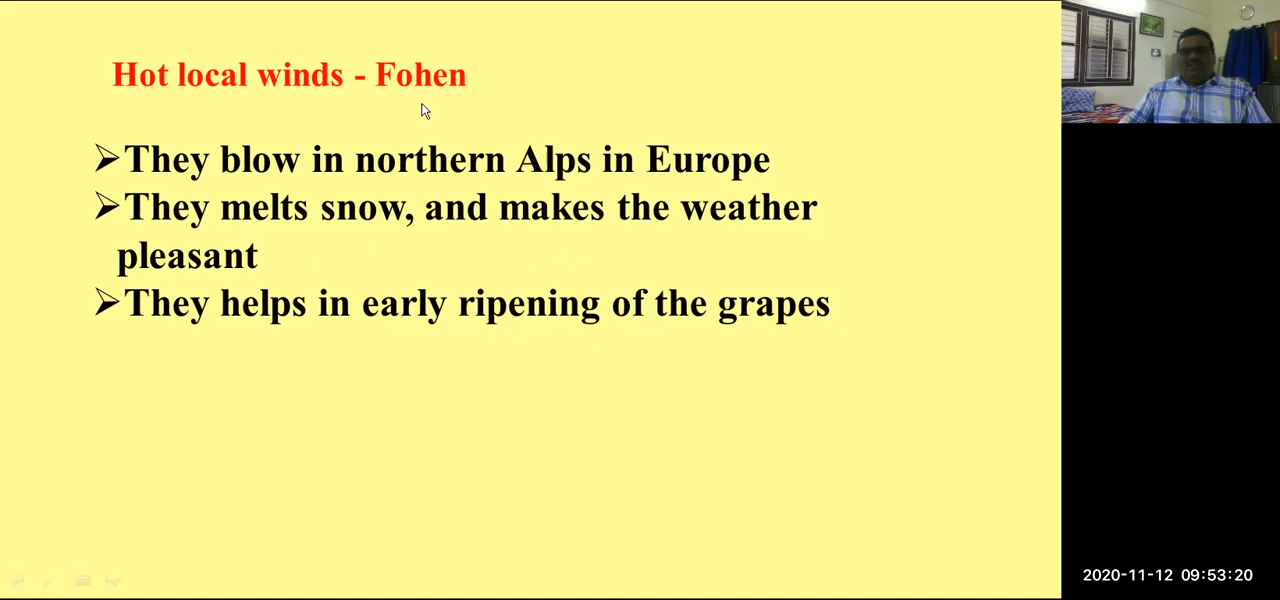 Hot local winds - Fohen
➢They blow in northern Alps in Europe
➢They melts snow, and makes the weather
pleasant
➢They helps in early ripening of the grapes
2020-11-12 09:53:20